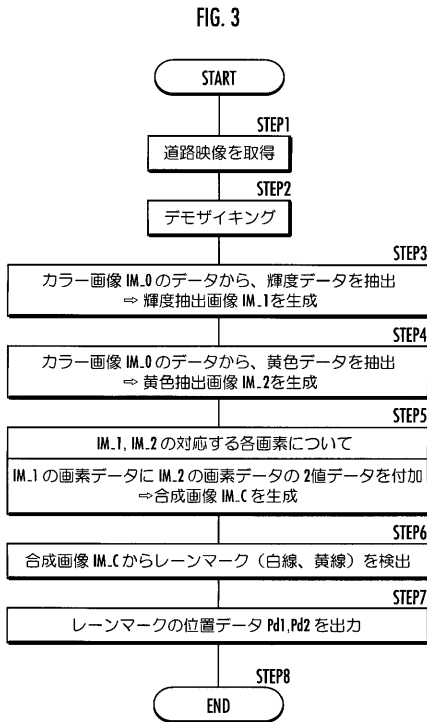 FIG. 3
START
STEP1
道路映像を取得
STEP2
デモザイキング
STEP3
カラー画像 IM_0 のデータから、輝度データを抽出
⇨ 輝度抽出画像 IM_1を生成
STEP4
カラー画像 IM_0 のデータから、黄色データを抽出
⇨ 黄色抽出画像 IM_2を生成
STEP5
IM_1, IM_2 の対応する各画素について
IM_1 の画素データに IM_2 の画素データの 2値データを付加
⇨合成画像 IM_C を生成
STEP6
合成画像 IM_C からレーンマーク（白線、黄線）を検出
STEP7
レーンマークの位置データ Pd1,Pd2 を出力
STEP8
END